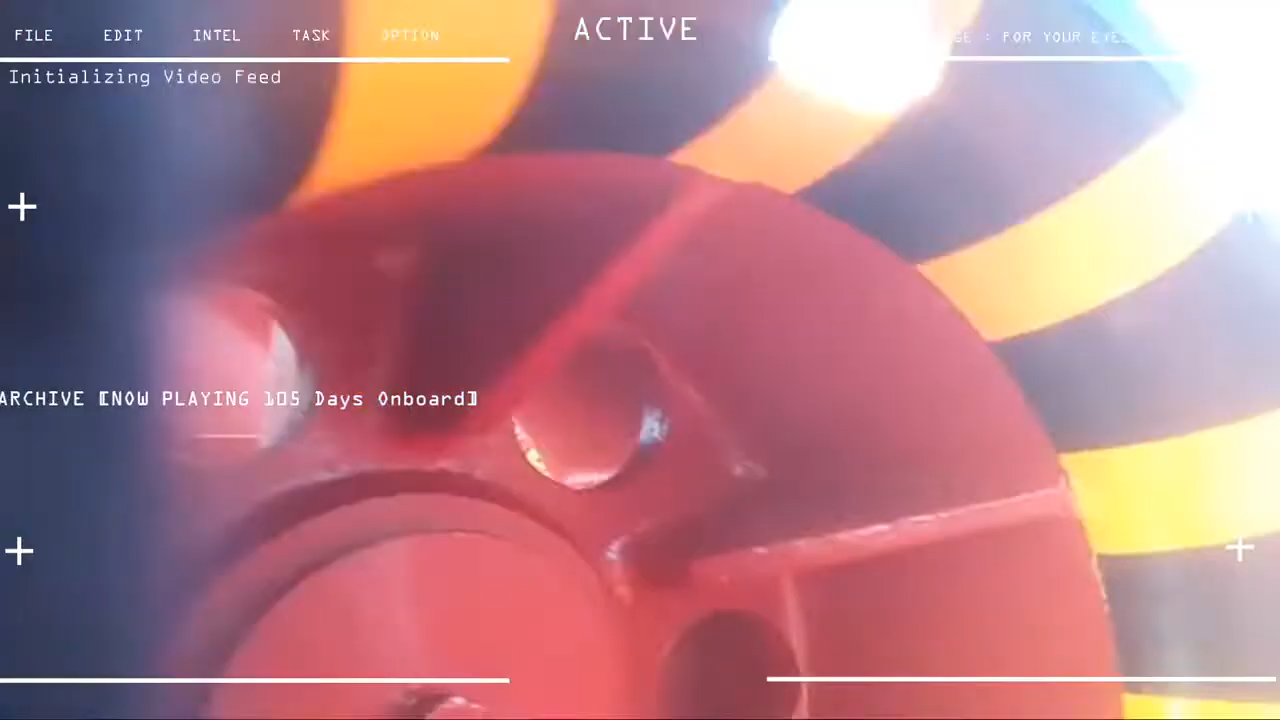 FILE EDIT INTEL TASK OPTION
ACTIVE
: FOR YOUR EYES
Initializing Video Feed
ARCHIVE [NOW PLAYING 105 Days Onboard]